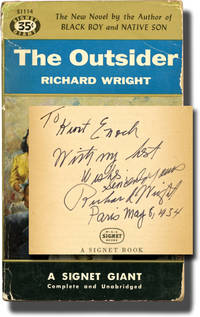 S1114
SIGNET
35¢
GIANT
The New Novel by the Author of
BLACK BOY and NATIVE SON
The Outsider
RICHARD WRIGHT
To
Kurt Enoch
With my best
wishes
Sincerely yours
Richard Wright
Paris May 6, 1954
A SIGNET BOOK
A SIGNET GIANT
Complete and Unabridged